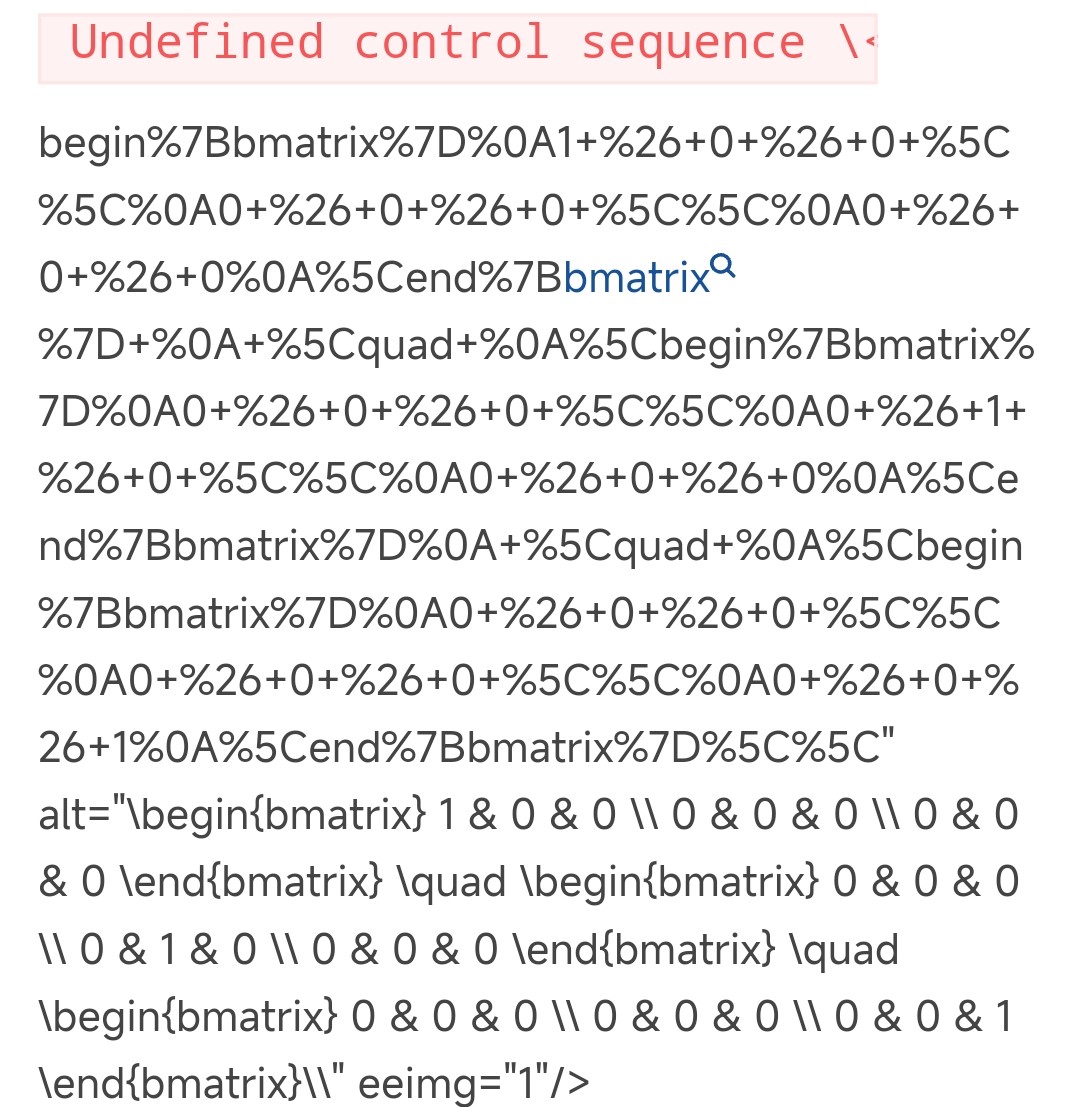 Undefined control sequence \<
begin%7Bbmatrix%7D%0A1+%26+0+%26+0+%5C
%5C%0A0+%26+0+%26+0+%5C%5C%0A0+%26+
0+%26+0%0A%5Cend%7Bbmatrix
%7D+%0A+%5Cquad+%0A%5Cbegin%7Bbmatrix%
7D%0A0+%26+0+%26+0+%5C%5C%0A0+%26+1+
%26+0+%5C%5C%0A0+%26+0+%26+0%0A%5Ce
nd%7Bbmatrix%7D%0A+%5Cquad+%0A%5Cbegin
%7Bbmatrix%7D%0A0+%26+0+%26+0+%5C%5C
%0A0+%26+0+%26+0+%5C%5C%0A0+%26+0+%
26+1%0A%5Cend%7Bbmatrix%7D%5C%5C"
alt="\begin{bmatrix} 1 & 0 & 0 \\ 0 & 0 & 0 \\ 0 & 0
& 0 \end{bmatrix} \quad \begin{bmatrix} 0 & 0 & 0
\\ 0 & 1 & 0 \\ 0 & 0 & 0 \end{bmatrix} \quad
\begin{bmatrix} 0 & 0 & 0 \\ 0 & 0 & 0 \\ 0 & 0 & 1
\end{bmatrix}\\" eeimg="1"/>